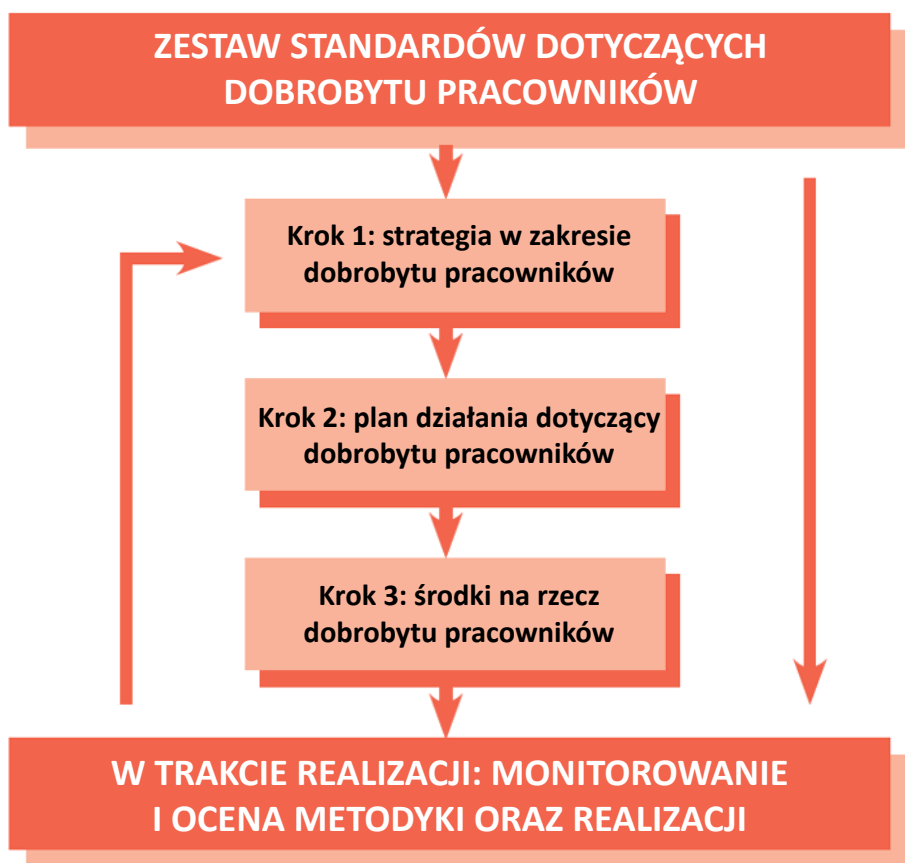 ZESTAW STANDARDÓW DOTYCZĄCYCH
DOBROBYTU PRACOWNIKÓW
Krok 1: strategia w zakresie
dobrobytu pracowników
Krok 2: plan działania dotyczący
dobrobytu pracowników
Krok 3: środki na rzecz
dobrobytu pracowników
W TRAKCIE REALIZACJI: MONITOROWANIE
I OCENA METODYKI ORAZ REALIZACJI